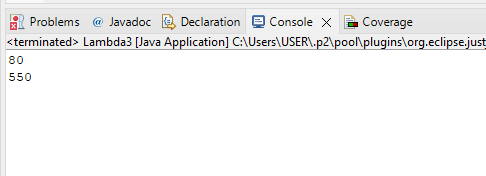 Problems @ Javadoc Declaration Console Coverage
<terminated> Lambda3 [Java Application] C:\Users\USER\.p2\pool\plugins\org.eclipse.just
80
550